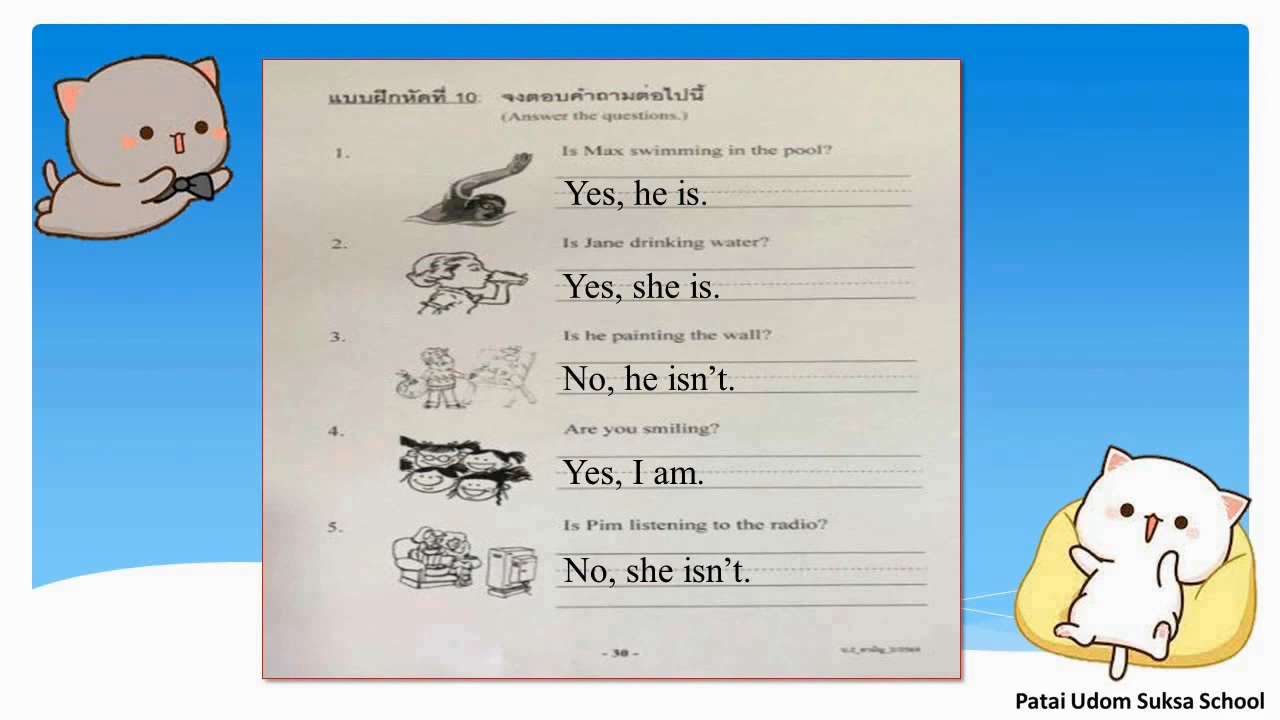 แบบฝึกหัดที่ 10: จงตอบคำถามต่อไปนี้
(Answer the questions.)
1. Is Max swimming in the pool?
Yes, he is.
2. Is Jane drinking water?
Yes, she is.
3. Is he painting the wall?
No, he isn’t.
4. Are you smiling?
Yes, I am.
5. Is Pim listening to the radio?
No, she isn’t.
- 30 -
Patai Udom Suksa School